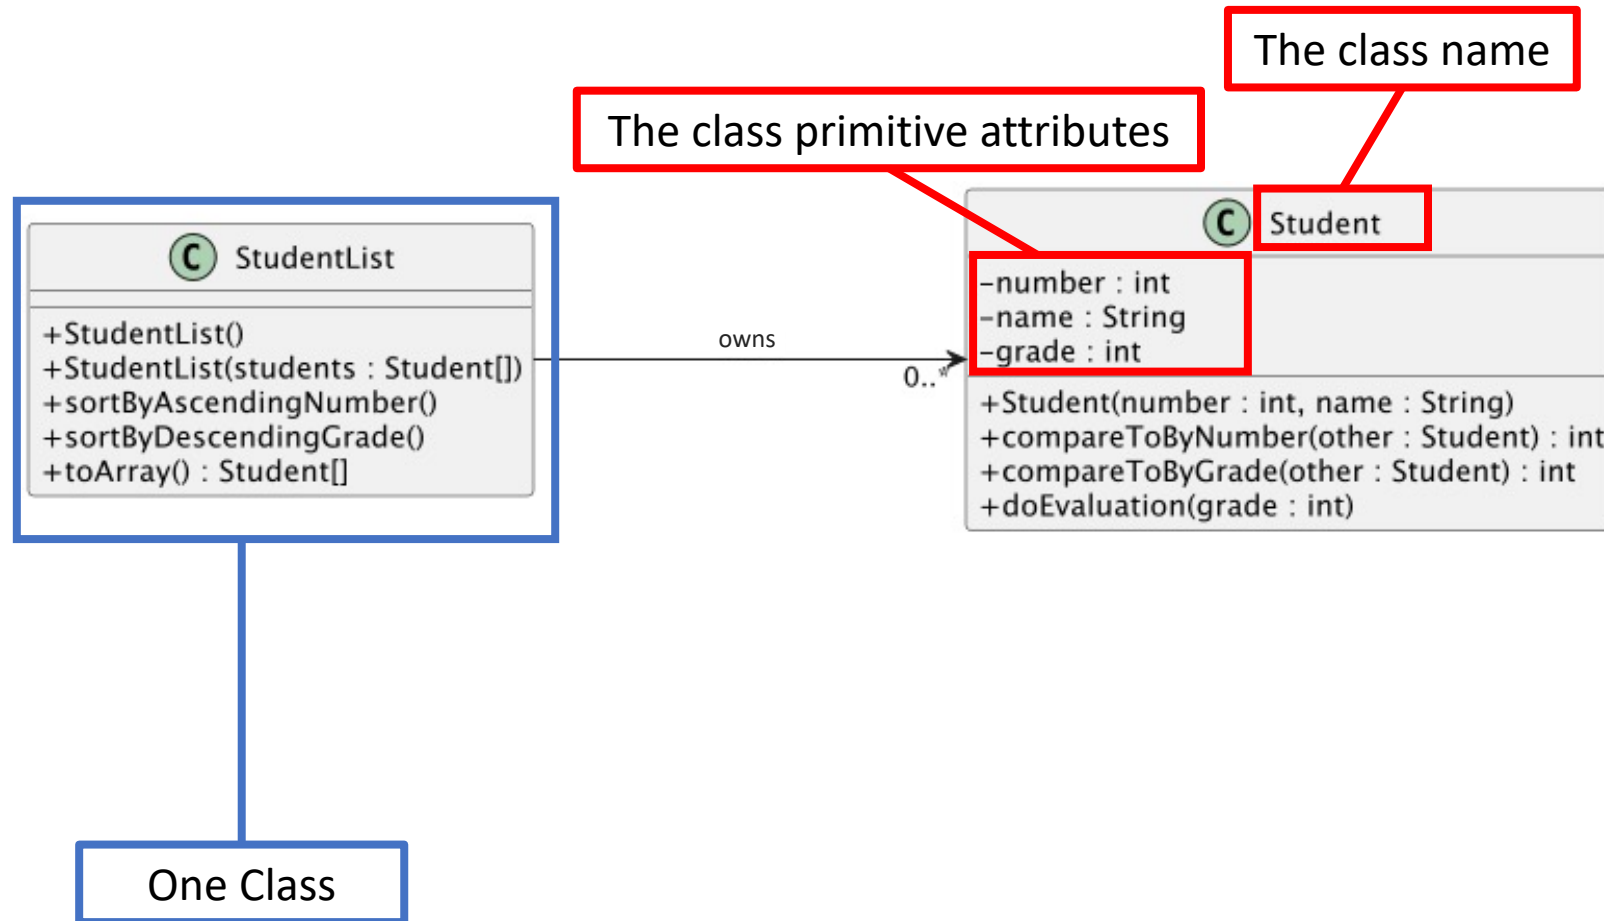 The class name
The class primitive attributes
C StudentList
+StudentList()
+StudentList(students : Student[])
+sortByAscendingNumber()
+sortByDescendingGrade()
+toArray() : Student[]
owns
0..*
C Student
-number : int
-name : String
-grade : int
+Student(number : int, name : String)
+compareToByNumber(other : Student) : int
+compareToByGrade(other : Student) : int
+doEvaluation(grade : int)
One Class